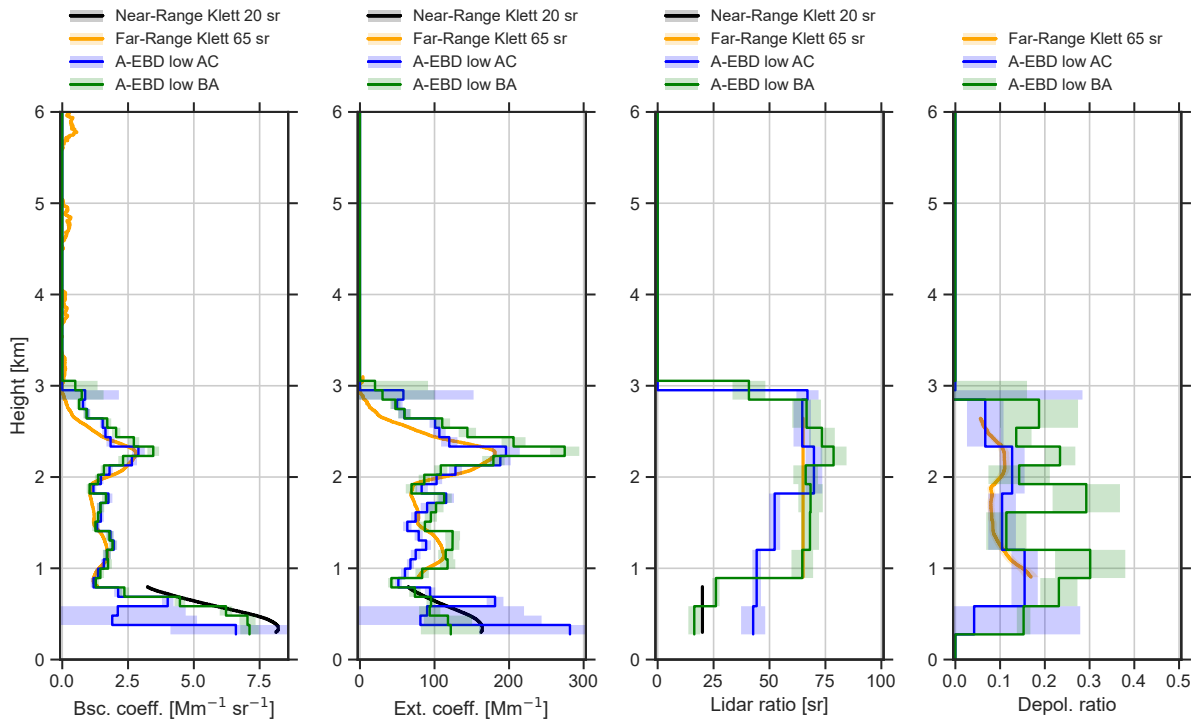 Near-Range Klett 20 sr
Far-Range Klett 65 sr
A-EBD low AC
A-EBD low BA
Near-Range Klett 20 sr
Far-Range Klett 65 sr
A-EBD low AC
A-EBD low BA
Near-Range Klett 20 sr
Far-Range Klett 65 sr
A-EBD low AC
A-EBD low BA
Far-Range Klett 65 sr
A-EBD low AC
A-EBD low BA
Height [km]
6
5
4
3
2
1
0
0.0 2.5 5.0 7.5
Bsc. coeff. [Mm⁻¹ sr⁻¹]
6
5
4
3
2
1
0
0 100 200 300
Ext. coeff. [Mm⁻¹]
6
5
4
3
2
1
0
0 25 50 75 100
Lidar ratio [sr]
6
5
4
3
2
1
0
0.0 0.1 0.2 0.3 0.4 0.5
Depol. ratio